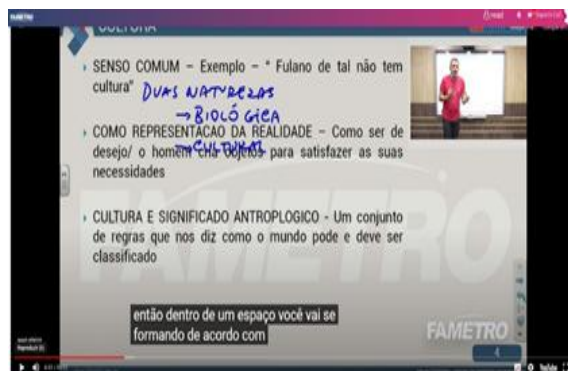 FAMETRO
CULTURA
▸ SENSO COMUM – Exemplo – “ Fulano de tal não tem
cultura”
DUAS NATUREZAS
→ BIOLÓGICA
▸ COMO REPRESENTACAO DA REALIDADE – Como ser de
→ CULTURAL
desejo/ o homem cria objetos para satisfazer as suas
necessidades
▸ CULTURA E SIGNIFICADO ANTROPLOGICO - Um conjunto
de regras que nos diz como o mundo pode e deve ser
classificado
FAMETRO
então dentro de um espaço você vai se
formando de acordo com
FAMETRO
4
YouTube